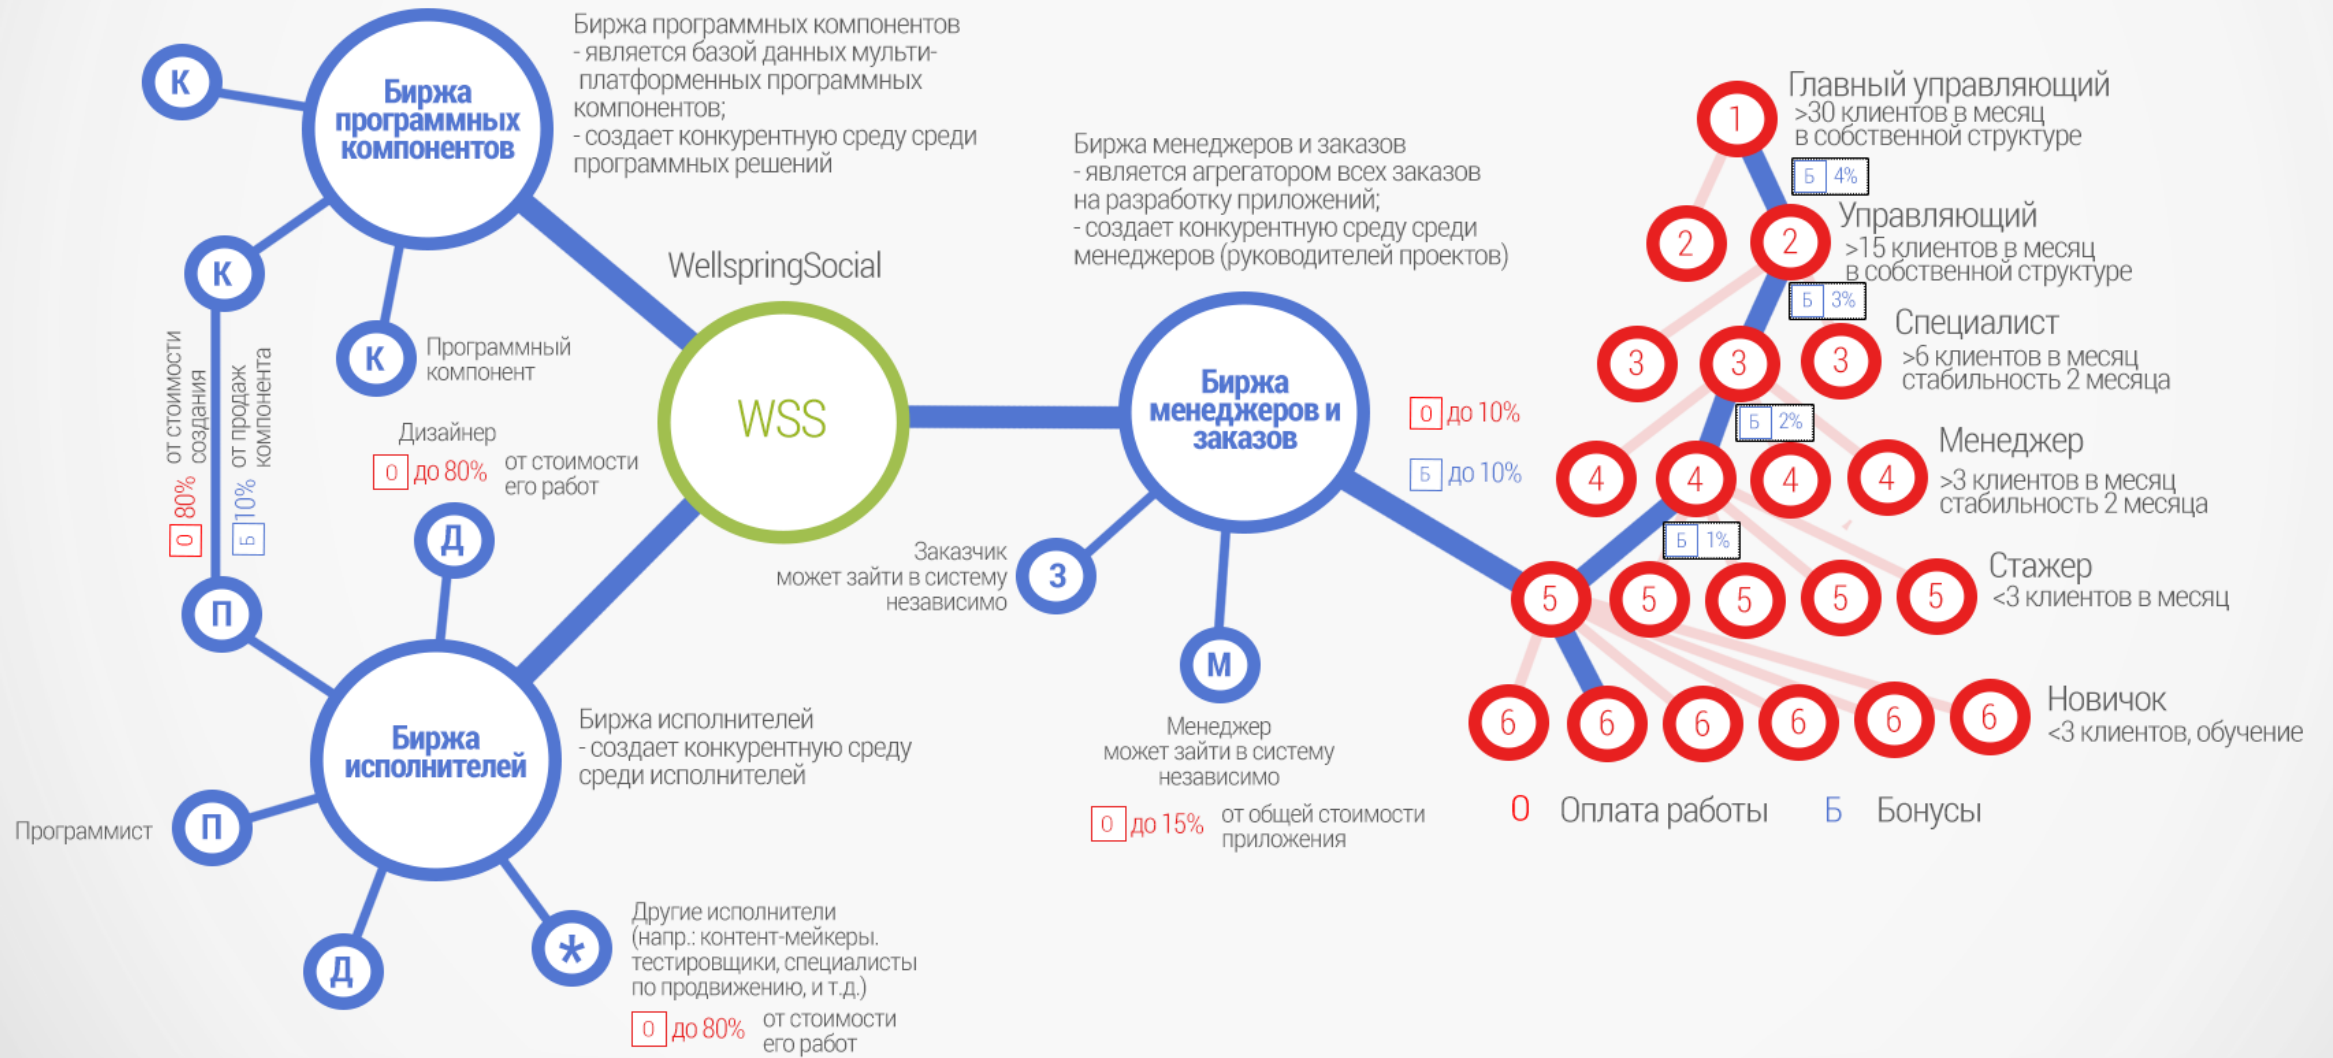 Биржа программных компонентов
- является базой данных мульти-
платформенных программных
компонентов;
- создает конкурентную среду среди
программных решений
К
Биржа
программных
компонентов
К
К
Программный
компонент
О 80% от стоимости
создания
Б 10% от продаж
компонента
WellspringSocial
WSS
Дизайнер
О до 80% от стоимости
его работ
Д
П
Биржа
исполнителей
Биржа исполнителей
- создает конкурентную среду
среди исполнителей
Программист
П
Д
*
Другие исполнители
(напр.: контент-мейкеры.
тестировщики, специалисты
по продвижению, и т.д.)
О до 80% от стоимости
его работ
Биржа менеджеров и заказов
- является агрегатором всех заказов
на разработку приложений;
- создает конкурентную среду среди
менеджеров (руководителей проектов)
Биржа
менеджеров и
заказов
О до 10%
Б до 10%
Заказчик
может зайти в систему
независимо
З
М
Менеджер
может зайти в систему
независимо
О до 15% от общей стоимости
приложения
1
Главный управляющий
>30 клиентов в месяц
в собственной структуре
Б 4%
2 2
Управляющий
>15 клиентов в месяц
в собственной структуре
Б 3%
3 3 3
Специалист
>6 клиентов в месяц
стабильность 2 месяца
Б 2%
4 4 4 4
Менеджер
>3 клиентов в месяц
стабильность 2 месяца
Б 1%
5 5 5 5 5
Стажер
<3 клиентов в месяц
6 6 6 6 6 6
Новичок
<3 клиентов, обучение
О Оплата работы Б Бонусы